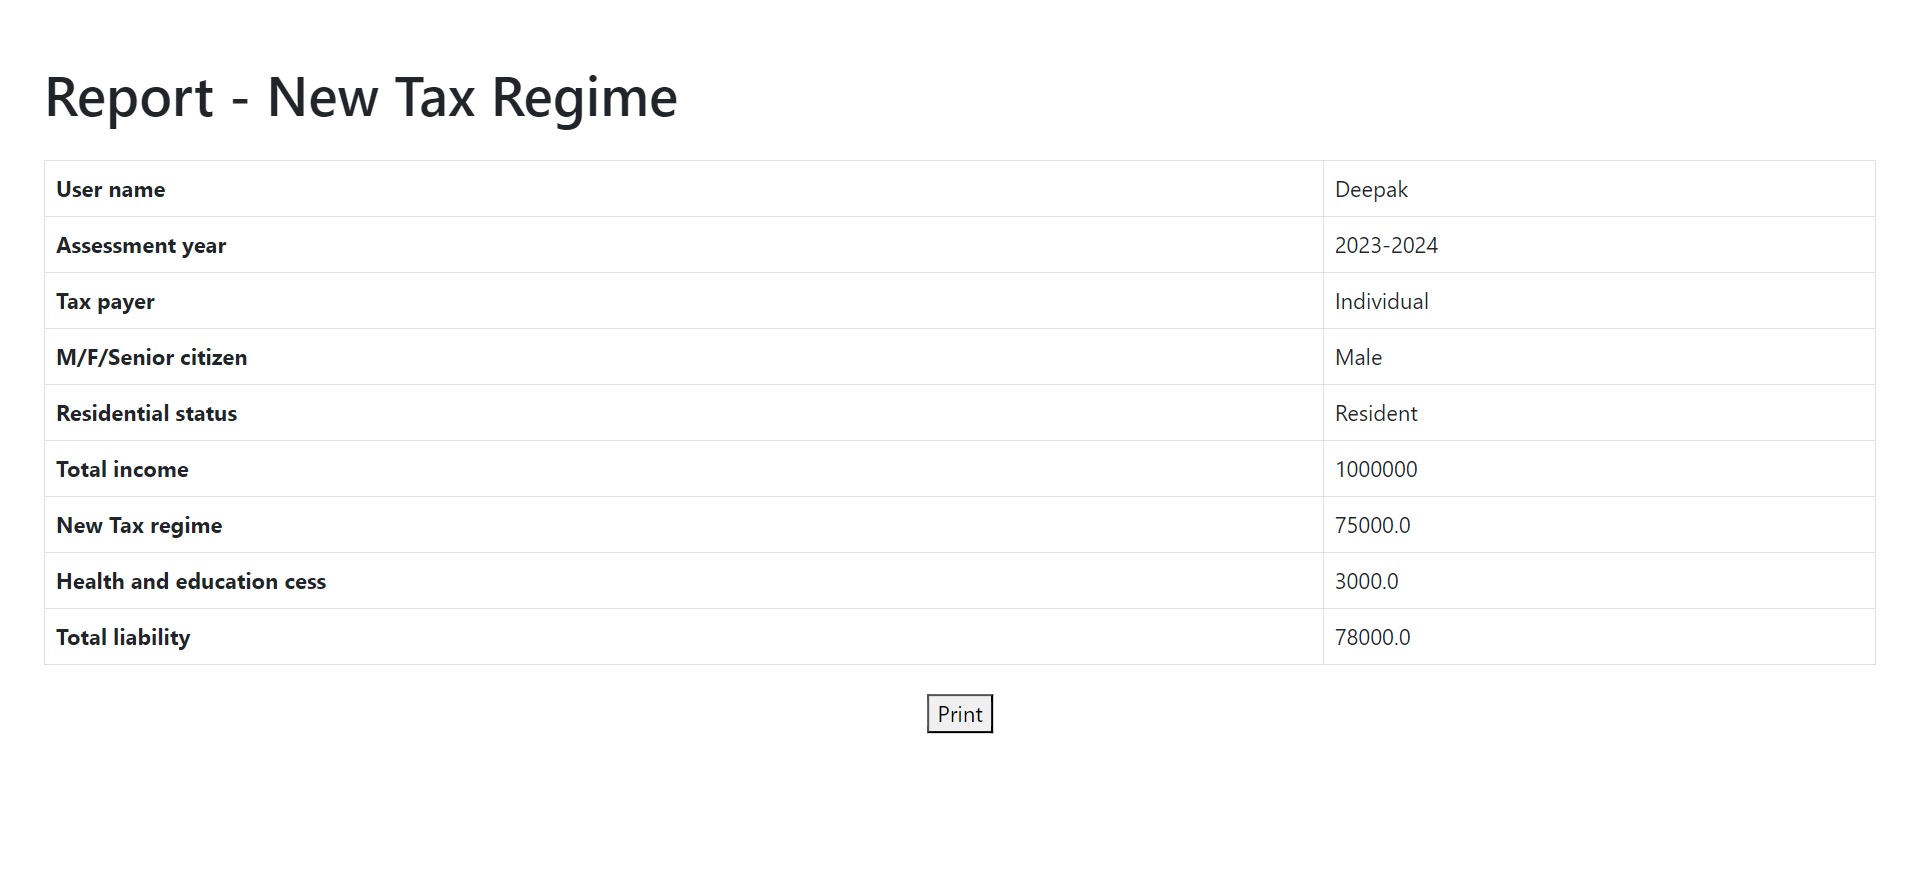 Report - New Tax Regime
User name Deepak
Assessment year 2023-2024
Tax payer Individual
M/F/Senior citizen Male
Residential status Resident
Total income 1000000
New Tax regime 75000.0
Health and education cess 3000.0
Total liability 78000.0
Print